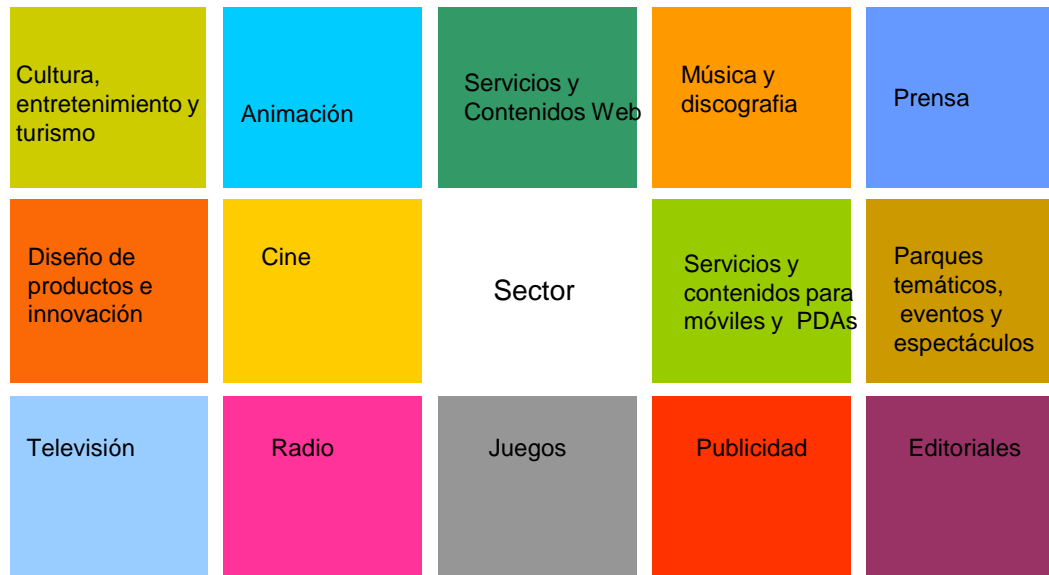 Cultura,
entretenimiento y
turismo
Animación
Servicios y
Contenidos Web
Música y
discografia
Prensa
Diseño de
productos e
innovación
Cine
Sector
Servicios y
contenidos para
móviles y PDAs
Parques
temáticos,
eventos y
espectáculos
Televisión
Radio
Juegos
Publicidad
Editoriales